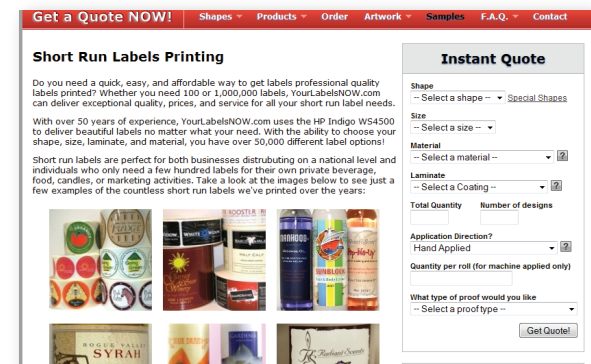 Get a Quote NOW! Shapes Products Order Artwork Samples F.A.Q. Contact
Short Run Labels Printing
Do you need a quick, easy, and affordable way to get labels professional quality
labels printed? Whether you need 100 or 1,000,000 labels, YourLabelsNOW.com
can deliver exceptional quality, prices, and service for all your short run label needs.
With over 50 years of experience, YourLabelsNOW.com uses the HP Indigo WS4500
to deliver beautiful labels no matter what your need. With the ability to choose your
shape, size, laminate, and material, you have over 50,000 different label options!
Short run labels are perfect for both businesses distrubuting on a national level and
individuals who only need a few hundred labels for their own private beverage,
food, candles, or marketing activities. Take a look at the images below to see just a
few examples of the countless short run labels we've printed over the years:
FUDGE
ROOSTER
WHITE
HALF CALF
SUNBLOCK
ROGUE VALLEY
SYRAH
Radiant Scents
Instant Quote
Shape
-- Select a shape -- Special Shapes
Size
-- Select a size --
Material
-- Select a material -- ?
Laminate
-- Select a Coating -- ?
Total Quantity Number of designs
Application Direction?
Hand Applied ?
Quantity per roll (for machine applied only)
What type of proof would you like
-- Select a proof type --
Get Quote!